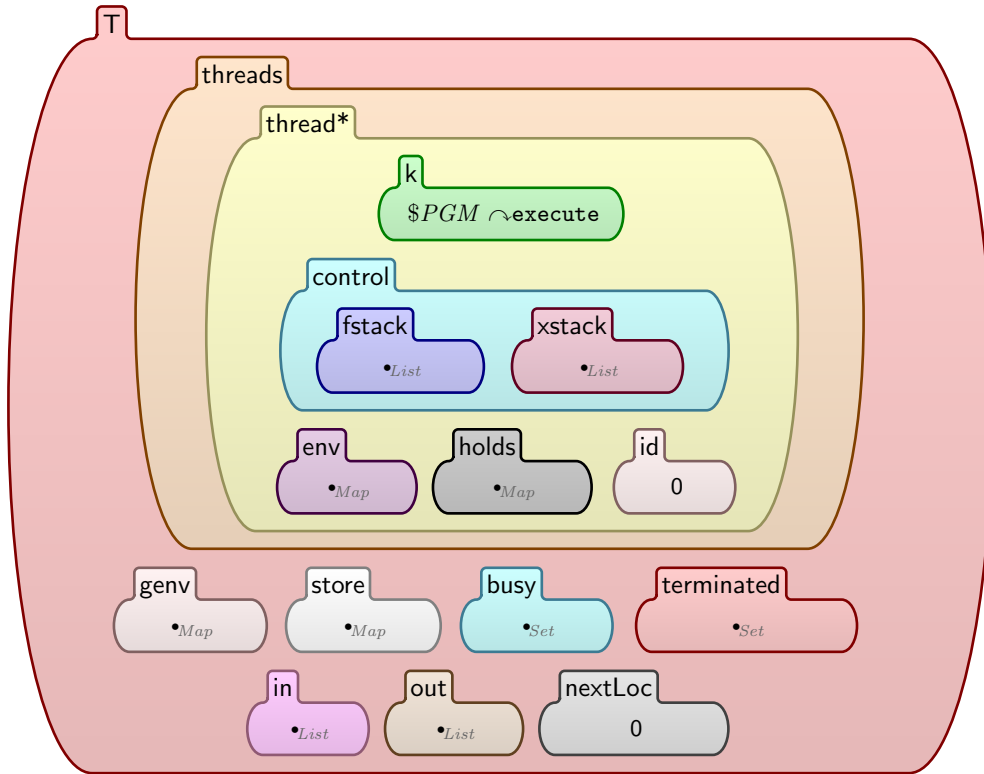 T
threads
thread*
k
$PGM ↷execute
control
fstack xstack
•List •List
env holds id
•Map •Map 0
genv store busy terminated
•Map •Map •Set •Set
in out nextLoc
•List •List 0